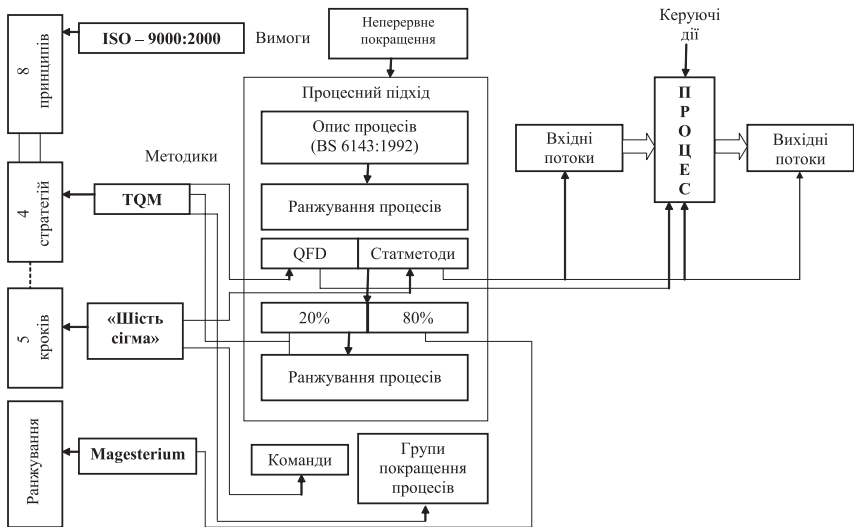 8
принципів
ISO – 9000:2000
Вимоги
Неперервне
покращення
Керуючі
дії
Процесний підхід
Опис процесів
(BS 6143:1992)
Вхідні
потоки
ПРОЦЕС
Вихідні
потоки
Методики
4
стратегій
TQM
Ранжування процесів
QFD
Статметоди
5
кроків
«Шість
сігма»
20%
80%
Ранжування процесів
Ранжування
Magesterium
Команди
Групи
покращення
процесів